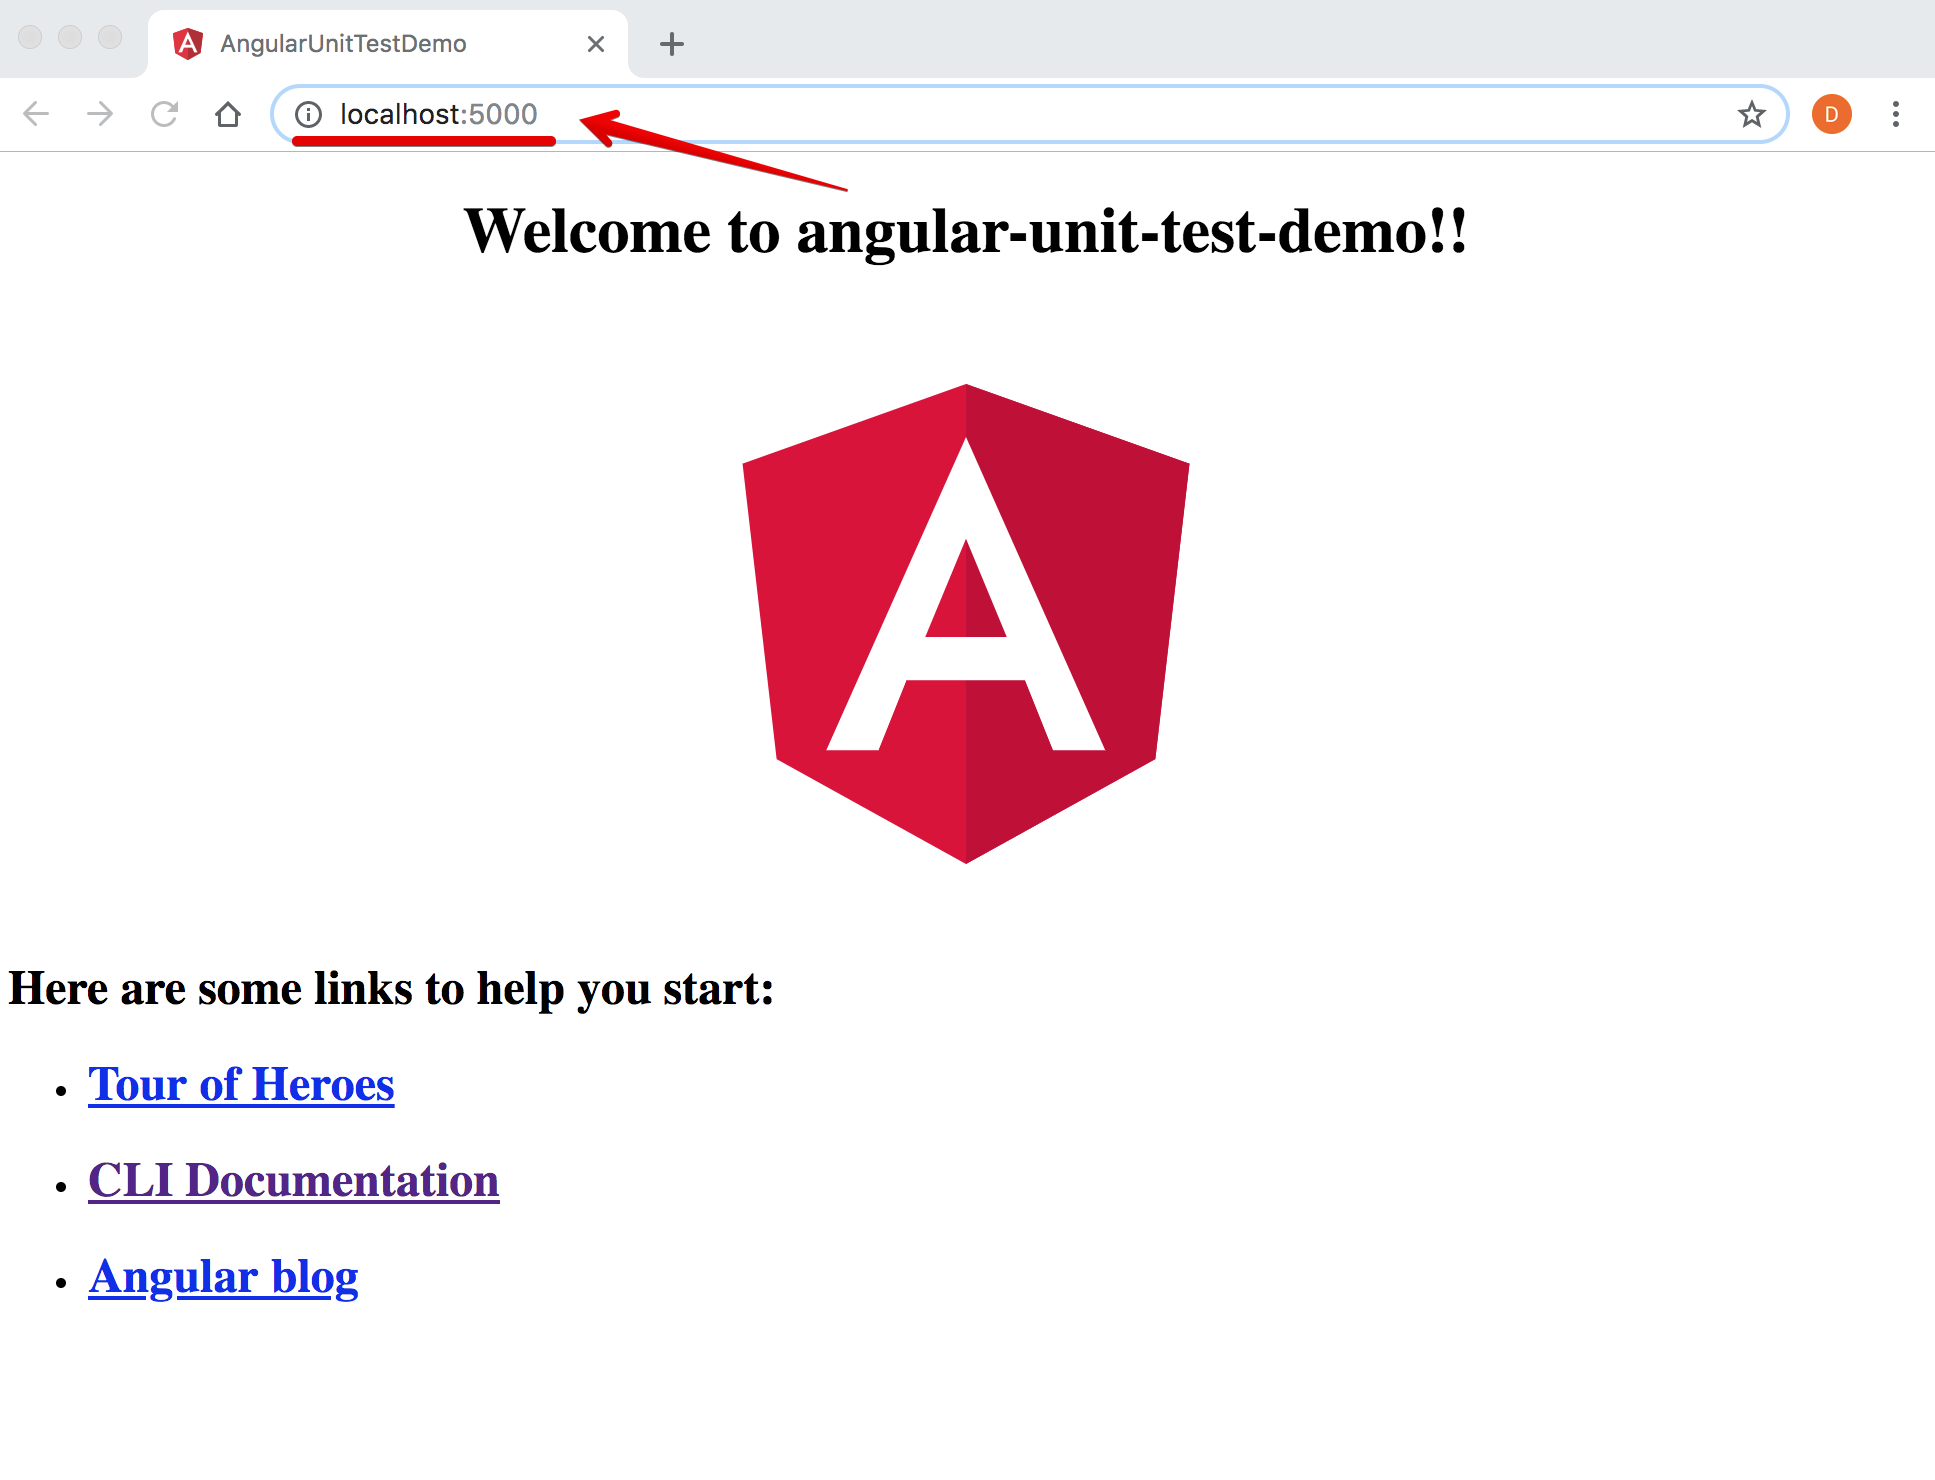 AngularUnitTestDemo
localhost:5000
D
Welcome to angular-unit-test-demo!!
A
Here are some links to help you start:
Tour of Heroes
CLI Documentation
Angular blog